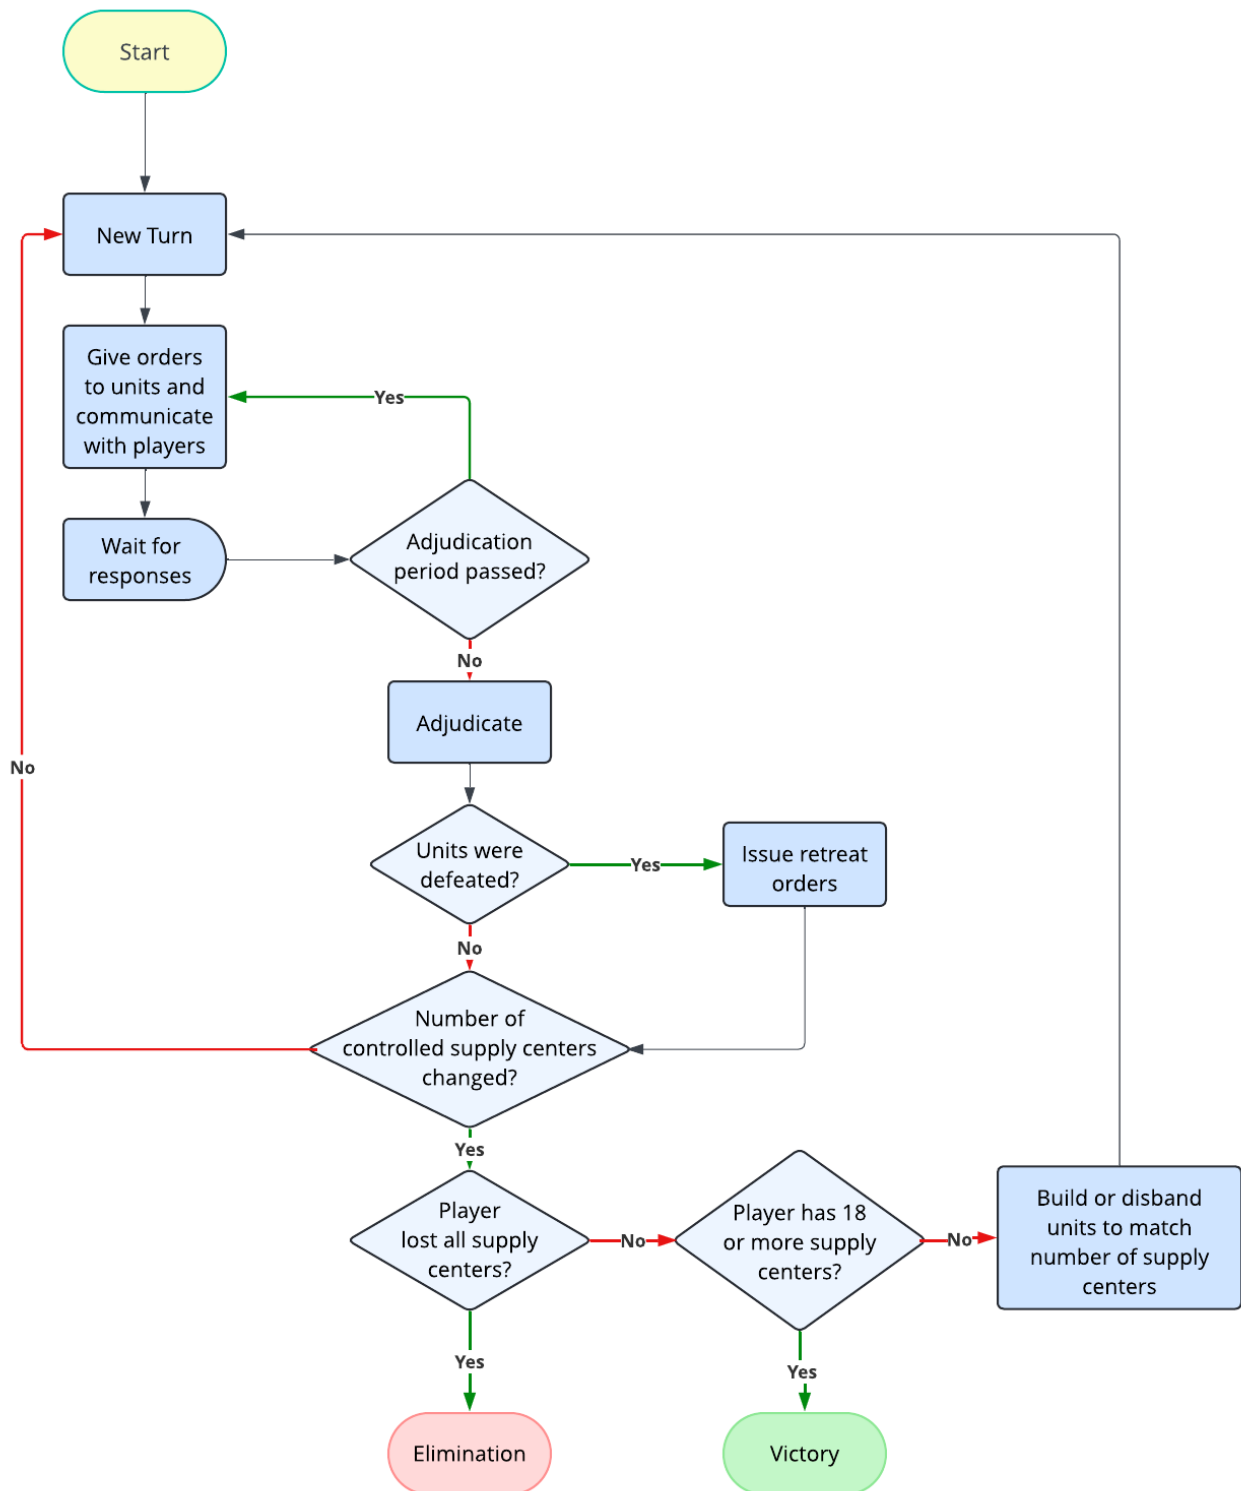 Start
New Turn
Give orders
to units and
communicate
with players
Yes
Wait for
responses
Adjudication
period passed?
No
Adjudicate
No
Units were
defeated?
Yes
Issue retreat
orders
No
Number of
controlled supply centers
changed?
Yes
Player
lost all supply
centers?
No
Player has 18
or more supply
centers?
No
Build or disband
units to match
number of supply
centers
Yes
Yes
Elimination
Victory